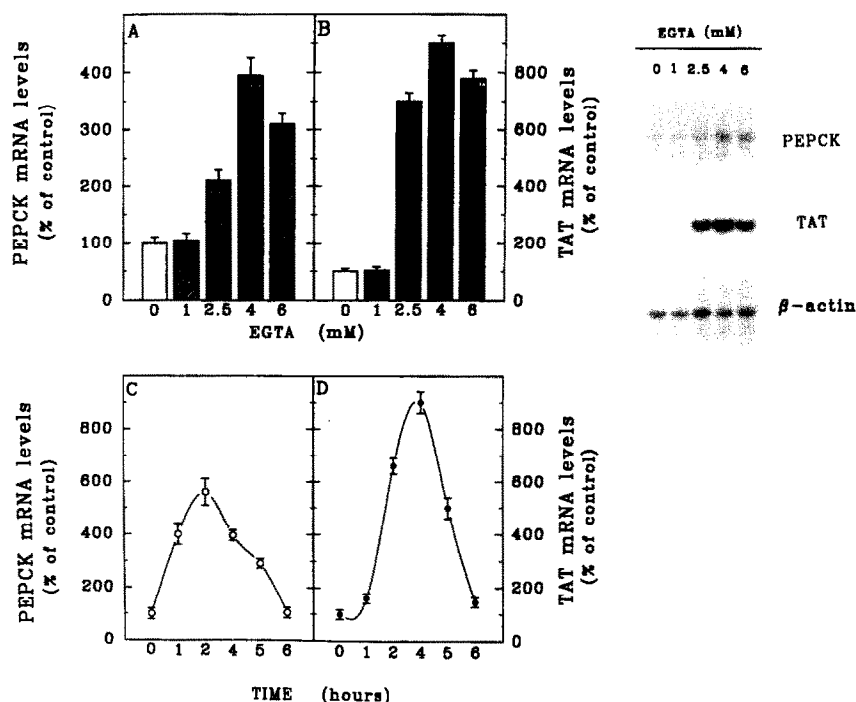 A
B
PEPCK mRNA levels
(% of control)
400
300
200
100
0
800
600
400
200
0
TAT mRNA levels
(% of control)
0 1 2.5 4 6 0 1 2.5 4 6
EGTA (mM)
EGTA (mM)
0 1 2.5 4 6
PEPCK
TAT
β-actin
C
D
PEPCK mRNA levels
(% of control)
800
600
400
200
0
800
600
400
200
0
TAT mRNA levels
(% of control)
0 1 2 4 5 6 0 1 2 4 5 6
TIME (hours)